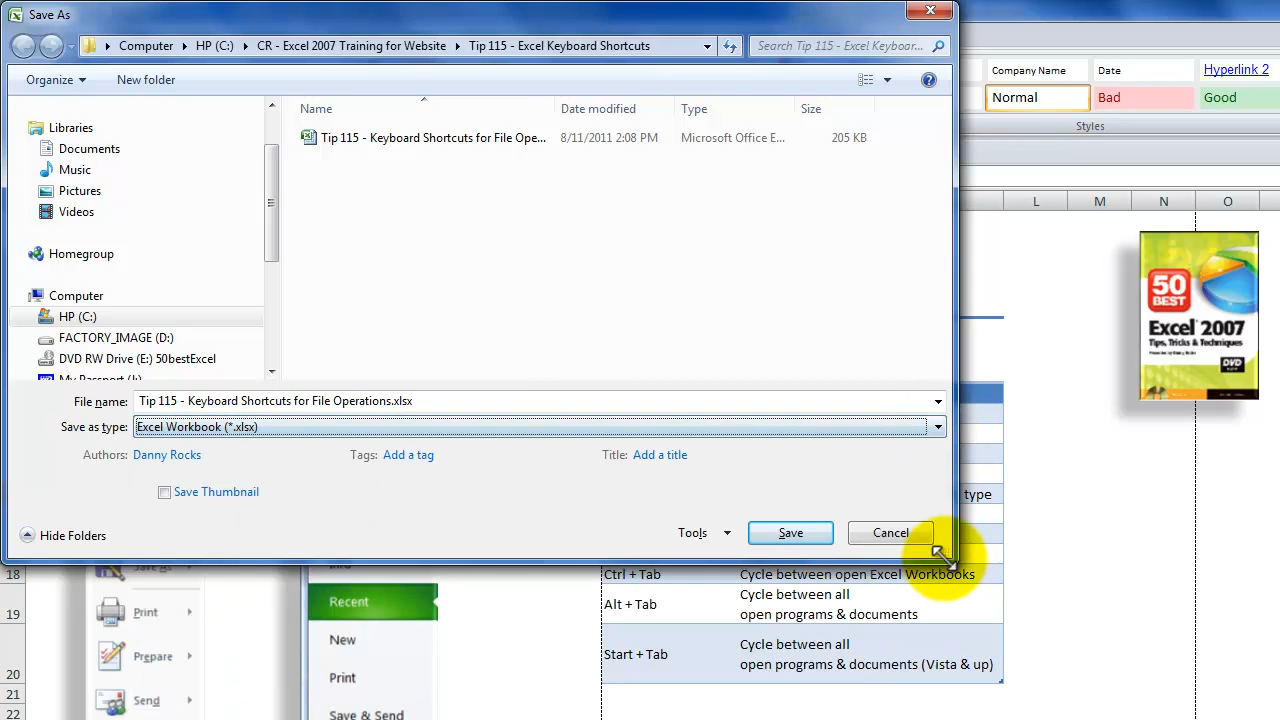 Save As
Computer HP (C:) CR - Excel 2007 Training for Website Tip 115 - Excel Keyboard Shortcuts
Search Tip 115 - Excel Keyboar...
Organize New folder
Name Date modified Type Size
Tip 115 - Keyboard Shortcuts for File Ope... 8/11/2011 2:08 PM Microsoft Office E... 205 KB
Libraries
Documents
Music
Pictures
Videos
Homegroup
Computer
HP (C:)
FACTORY_IMAGE (D:)
DVD RW Drive (E:) 50bestExcel
My Passport (I:)
File name: Tip 115 - Keyboard Shortcuts for File Operations.xlsx
Save as type: Excel Workbook (*.xlsx)
Authors: Danny Rocks Tags: Add a tag Title: Add a title
Save Thumbnail
Hide Folders
Tools Save Cancel
Company Name Date Hyperlink 2
Normal Bad Good
Styles
L M N O
50
BEST
Excel 2007
Tips, Tricks & Techniques
DVD
type
18 Ctrl + Tab Cycle between open Excel Workbooks
19 Alt + Tab Cycle between all
open programs & documents
20 Start + Tab Cycle between all
open programs & documents (Vista & up)
21
22
Save As
Print
Prepare
Send
Info
Recent
New
Print
Save & Send